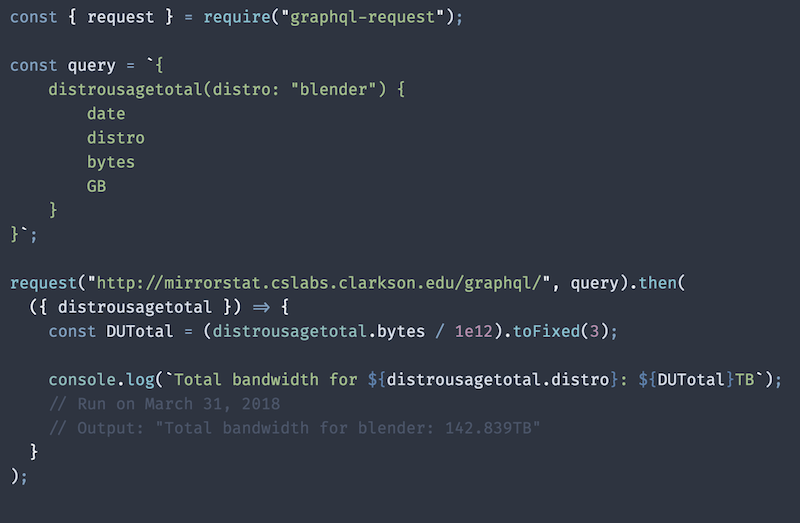 const { request } = require("graphql-request");
const query = `{
distrousagetotal(distro: "blender") {
date
distro
bytes
GB
}
}`;
request("http://mirrorstat.cslabs.clarkson.edu/graphql/", query).then(
({ distrousagetotal }) => {
const DUTotal = (distrousagetotal.bytes / 1e12).toFixed(3);
console.log(`Total bandwidth for ${distrousagetotal.distro}: ${DUTotal}TB`);
// Run on March 31, 2018
// Output: "Total bandwidth for blender: 142.839TB"
}
);